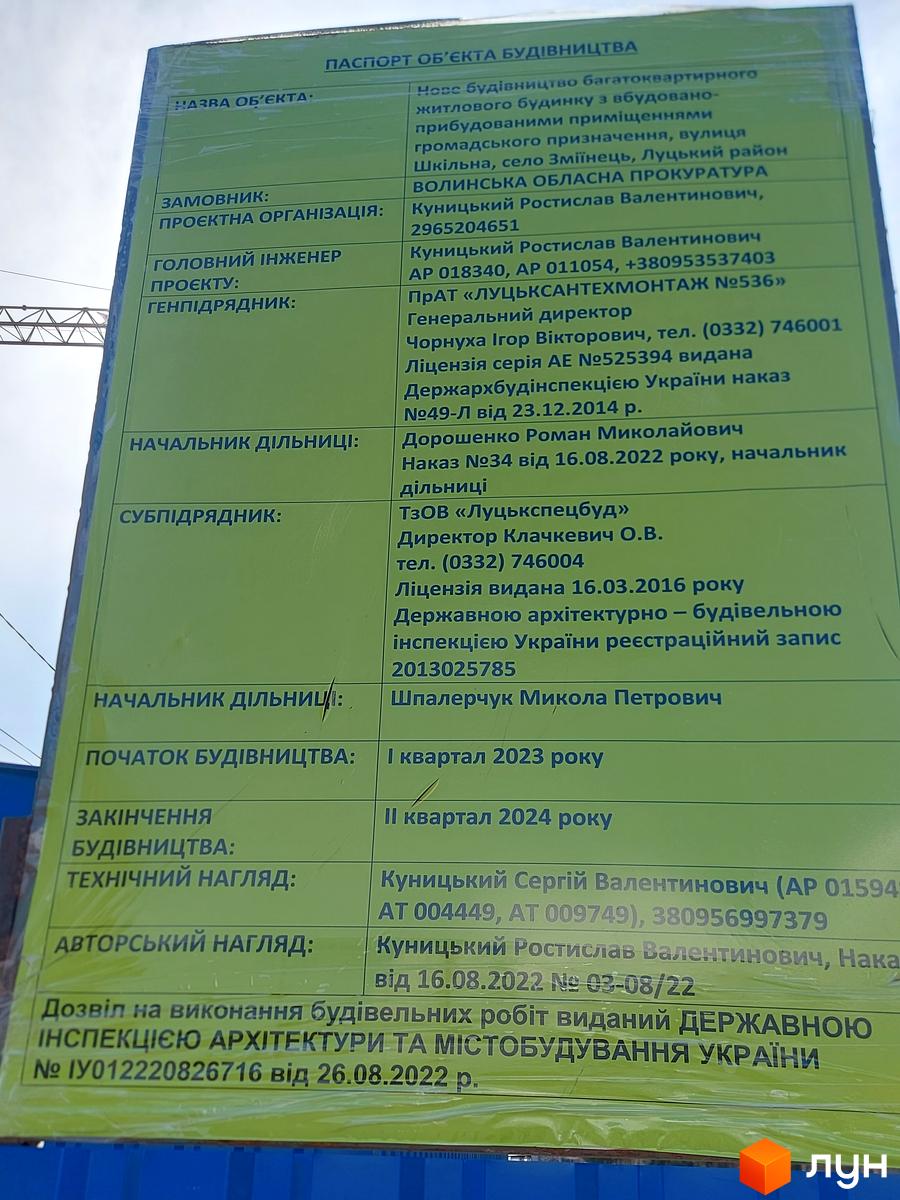 ПАСПОРТ ОБ'ЄКТА БУДІВНИЦТВА
НАЗВА ОБ'ЄКТА:
Нове будівництво багатоквартирного
житлового будинку з вбудовано-
прибудованими приміщеннями
громадського призначення, вулиця
Шкільна, село Зміїнець, Луцький район
ЗАМОВНИК:
ВОЛИНСЬКА ОБЛАСНА ПРОКУРАТУРА
ПРОЄКТНА ОРГАНІЗАЦІЯ:
Куницький Ростислав Валентинович,
2965204651
ГОЛОВНИЙ ІНЖЕНЕР
ПРОЄКТУ:
Куницький Ростислав Валентинович
АР 018340, АР 011054, +380953537403
ГЕНПІДРЯДНИК:
ПрАТ «ЛУЦЬКСАНТЕХМОНТАЖ №536»
Генеральний директор
Чорнуха Ігор Вікторович, тел. (0332) 746001
Ліцензія серія АЕ №525394 видана
Держархбудінспекцією України наказ
№49-Л від 23.12.2014 р.
НАЧАЛЬНИК ДІЛЬНИЦІ:
Дорошенко Роман Миколайович
Наказ №34 від 16.08.2022 року, начальник
дільниці
СУБПІДРЯДНИК:
ТзОВ «Луцькспецбуд»
Директор Клачкевич О.В.
тел. (0332) 746004
Ліцензія видана 16.03.2016 року
Державною архітектурно – будівельною
інспекцією України реєстраційний запис
2013025785
НАЧАЛЬНИК ДІЛЬНИЦІ:
Шпалерчук Микола Петрович
ПОЧАТОК БУДІВНИЦТВА:
І квартал 2023 року
ЗАКІНЧЕННЯ
БУДІВНИЦТВА:
ІІ квартал 2024 року
ТЕХНІЧНИЙ НАГЛЯД:
Куницький Сергій Валентинович (АР 01594
АТ 004449, АТ 009749), 380956997379
АВТОРСЬКИЙ НАГЛЯД:
Куницький Ростислав Валентинович, Нака
від 16.08.2022 № 03-08/22
Дозвіл на виконання будівельних робіт виданий ДЕРЖАВНОЮ
ІНСПЕКЦІЄЮ АРХІТЕКТУРИ ТА МІСТОБУДУВАННЯ УКРАЇНИ
№ ІУ012220826716 від 26.08.2022 р.
лун